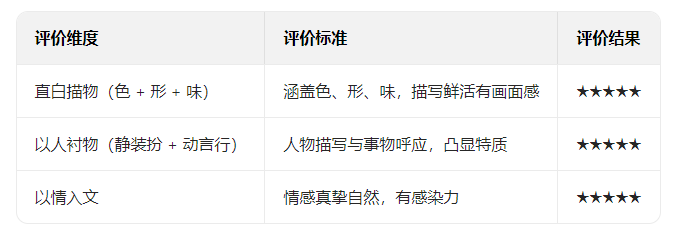 评价维度 评价标准 评价结果
直白描物（色 + 形 + 味） 涵盖色、形、味，描写鲜活有画面感 ★★★★★
以人衬物（静装扮 + 动言行） 人物描写与事物呼应，凸显特质 ★★★★★
以情入文 情感真挚自然，有感染力 ★★★★★